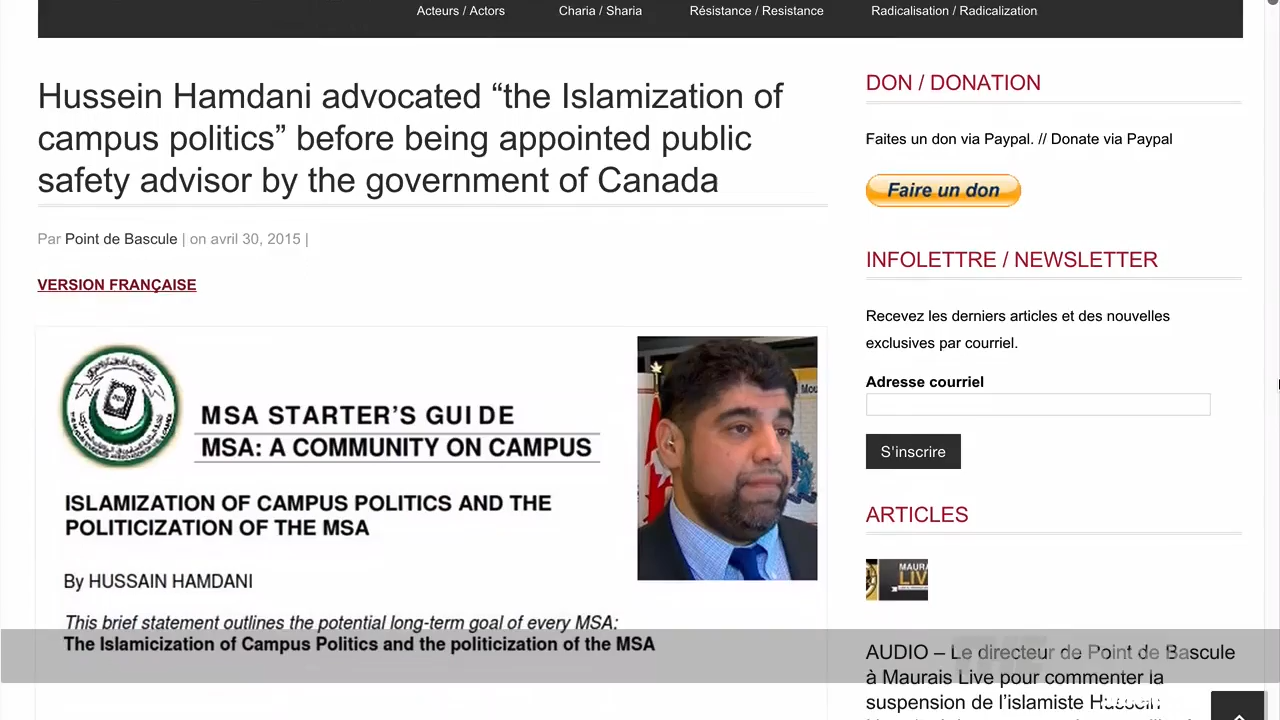 Acteurs / Actors
Charia / Sharia
Résistance / Resistance
Radicalisation / Radicalization
Hussein Hamdani advocated “the Islamization of
campus politics” before being appointed public
safety advisor by the government of Canada
Par Point de Bascule | on avril 30, 2015 |
VERSION FRANÇAISE
MSA STARTER’S GUIDE
MSA: A COMMUNITY ON CAMPUS
ISLAMIZATION OF CAMPUS POLITICS AND THE
POLITICIZATION OF THE MSA
By HUSSAIN HAMDANI
This brief statement outlines the potential long-term goal of every MSA:
The Islamicization of Campus Politics and the politicization of the MSA
DON / DONATION
Faites un don via Paypal. // Donate via Paypal
Faire un don
INFOLETTRE / NEWSLETTER
Recevez les derniers articles et des nouvelles
exclusives par courriel.
Adresse courriel
S'inscrire
ARTICLES
AUDIO – Le directeur de Point de Bascule
à Maurais Live pour commenter la
suspension de l’islamiste Hussein